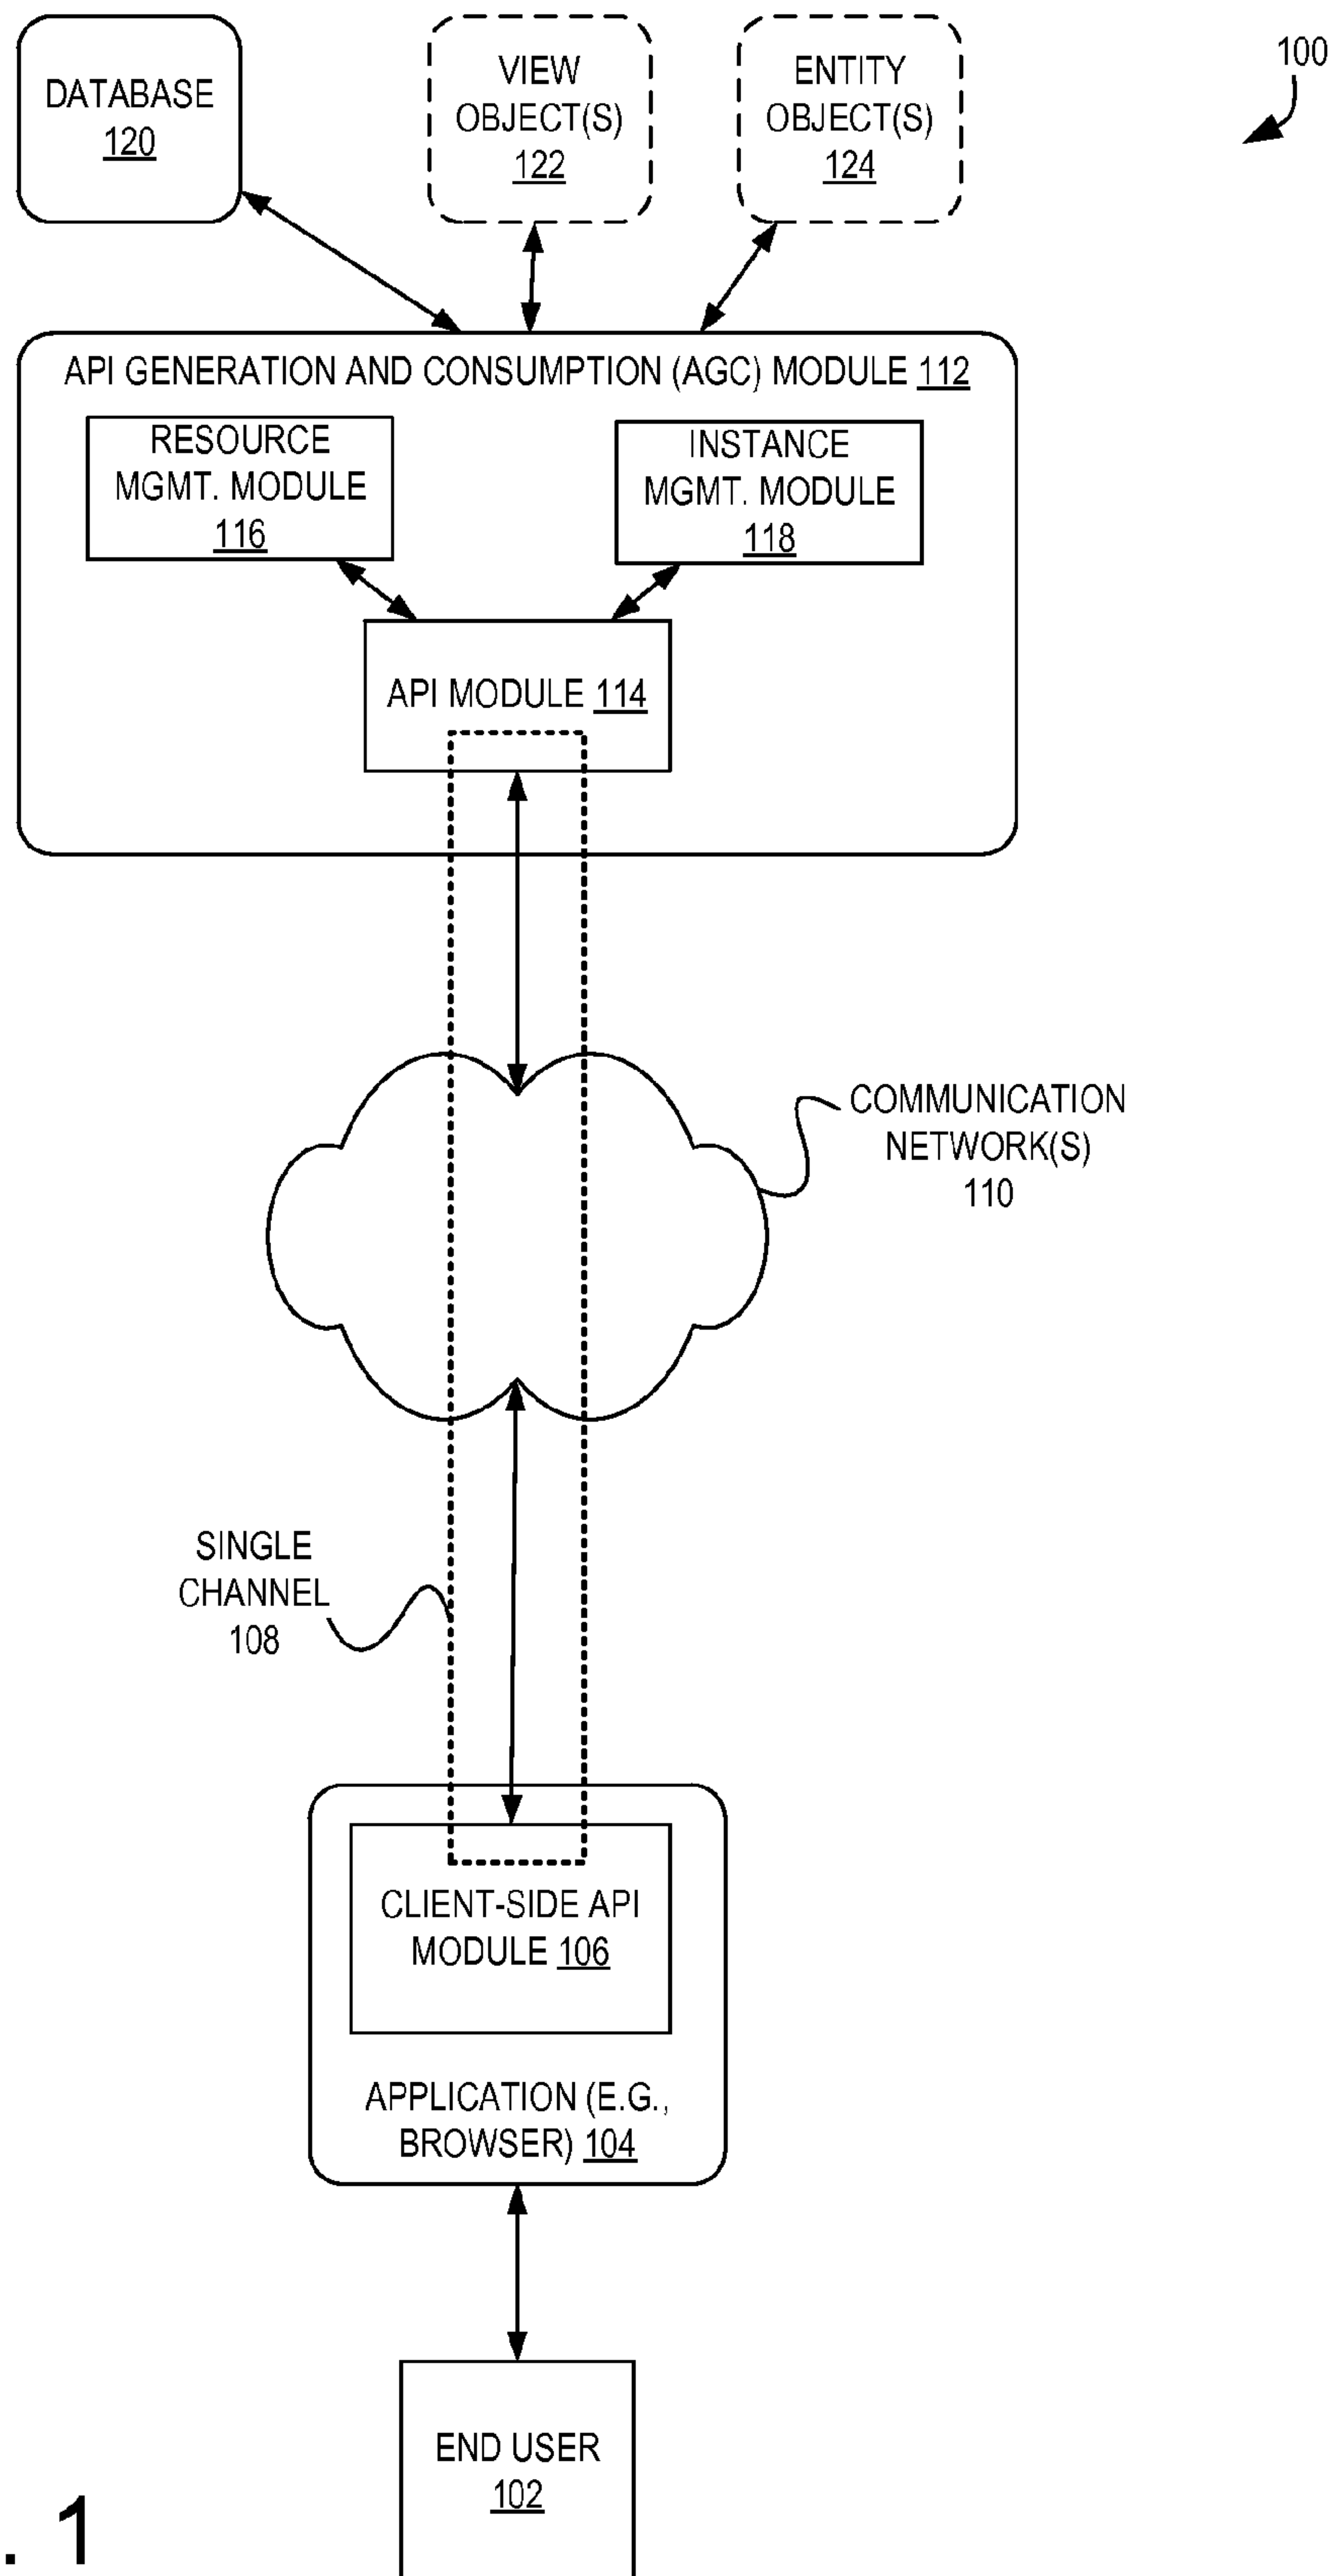 100
DATABASE
120
VIEW
OBJECT(S)
122
ENTITY
OBJECT(S)
124
API GENERATION AND CONSUMPTION (AGC) MODULE 112
RESOURCE
MGMT. MODULE
116
INSTANCE
MGMT. MODULE
118
API MODULE 114
COMMUNICATION
NETWORK(S)
110
SINGLE
CHANNEL
108
CLIENT-SIDE API
MODULE 106
APPLICATION (E.G.,
BROWSER) 104
END USER
102
. 1